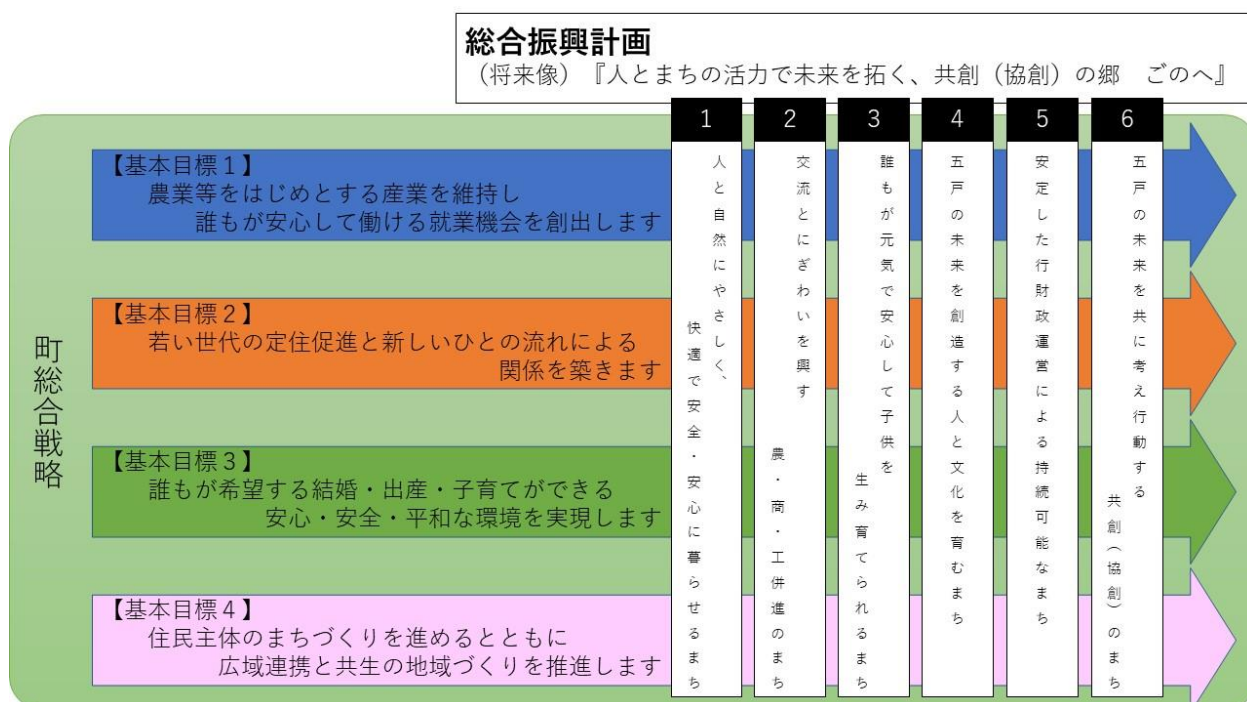 総合振興計画
(将来像)『人とまちの活力で未来を拓く、共創(協創)の郷 ごのへ』
町総合戦略
【基本目標1】
農業等をはじめとする産業を維持し
誰もが安心して働ける就業機会を創出します
【基本目標2】
若い世代の定住促進と新しいひとの流れによる
関係を築きます
【基本目標3】
誰もが希望する結婚・出産・子育てができる
安心・安全・平和な環境を実現します
【基本目標4】
住民主体のまちづくりを進めるとともに
広域連携と共生の地域づくりを推進します
1
人と自然にやさしく、
快適で安全・安心に暮らせるまち
2
交流とにぎわいを興す
農・商・工併進のまち
3
誰もが元気で安心して子供を
生み育てられるまち
4
五戸の未来を創造する人と文化を育むまち
5
安定した行財政運営による持続可能なまち
6
五戸の未来を共に考え行動する
共創(協創)のまち